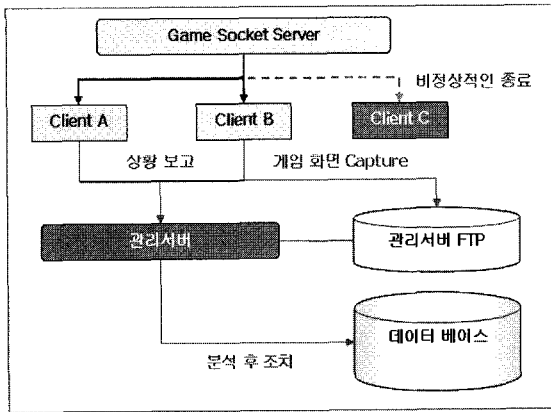 Game Socket Server
비정상적인 종료
Client A
Client B
Client C
상황 보고
게임 화면 Capture
관리서버
관리서버 FTP
데이터 베이스
분석 후 조치